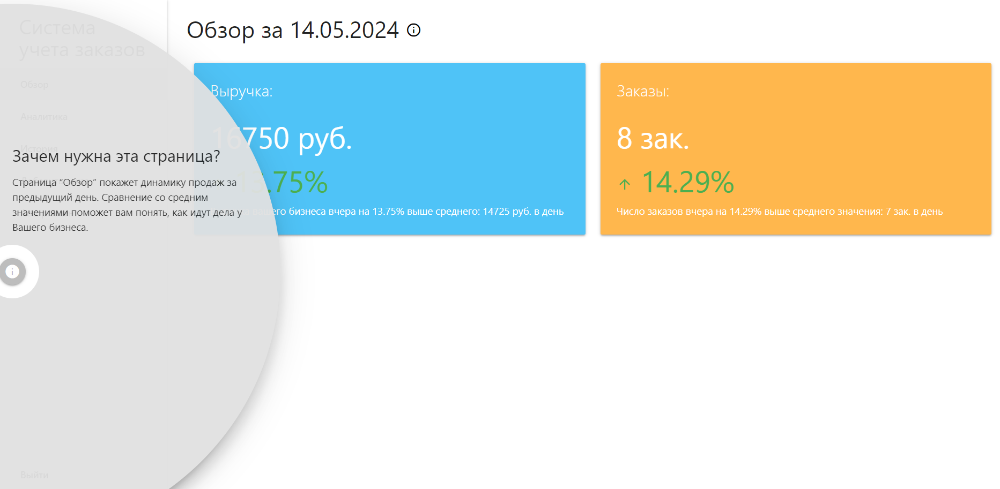 Система
учета заказов
Обзор
Аналитика
История
Выйти
Зачем нужна эта страница?
Страница “Обзор” покажет динамику продаж за
предыдущий день. Сравнение со средним
значениями поможет вам понять, как идут дела у
Вашего бизнеса.
Обзор за 14.05.2024
Выручка:
16750 руб.
13.75%
бизнеса вчера на 13.75% выше среднего: 14725 руб. в день
Заказы:
8 зак.
14.29%
Число заказов вчера на 14.29% выше среднего значения: 7 зак. в день